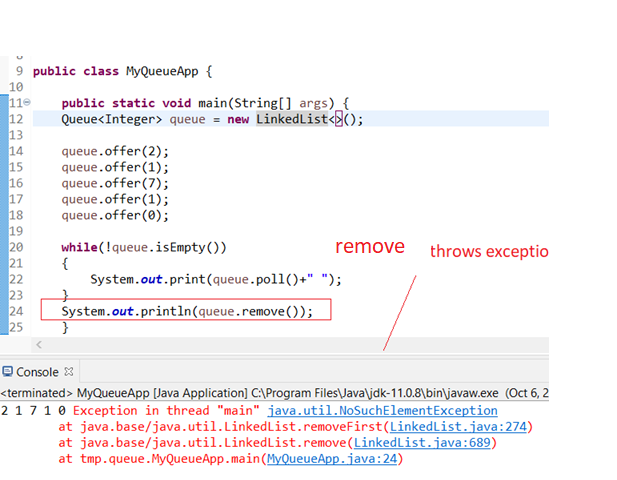 8
9 public class MyQueueApp {
10
11 public static void main(String[] args) {
12 Queue<Integer> queue = new LinkedList<>();
13
14 queue.offer(2);
15 queue.offer(1);
16 queue.offer(7);
17 queue.offer(1);
18 queue.offer(0);
19
20 while(!queue.isEmpty())
remove throws exceptio
21 {
22 System.out.print(queue.poll()+" ");
23 }
24 System.out.println(queue.remove());
25 }
Console
<terminated> MyQueueApp [Java Application] C:\Program Files\Java\jdk-11.0.8\bin\javaw.exe (Oct 6, 2
2 1 7 1 0 Exception in thread "main" java.util.NoSuchElementException
at java.base/java.util.LinkedList.removeFirst(LinkedList.java:274)
at java.base/java.util.LinkedList.remove(LinkedList.java:689)
at tmp.queue.MyQueueApp.main(MyQueueApp.java:24)